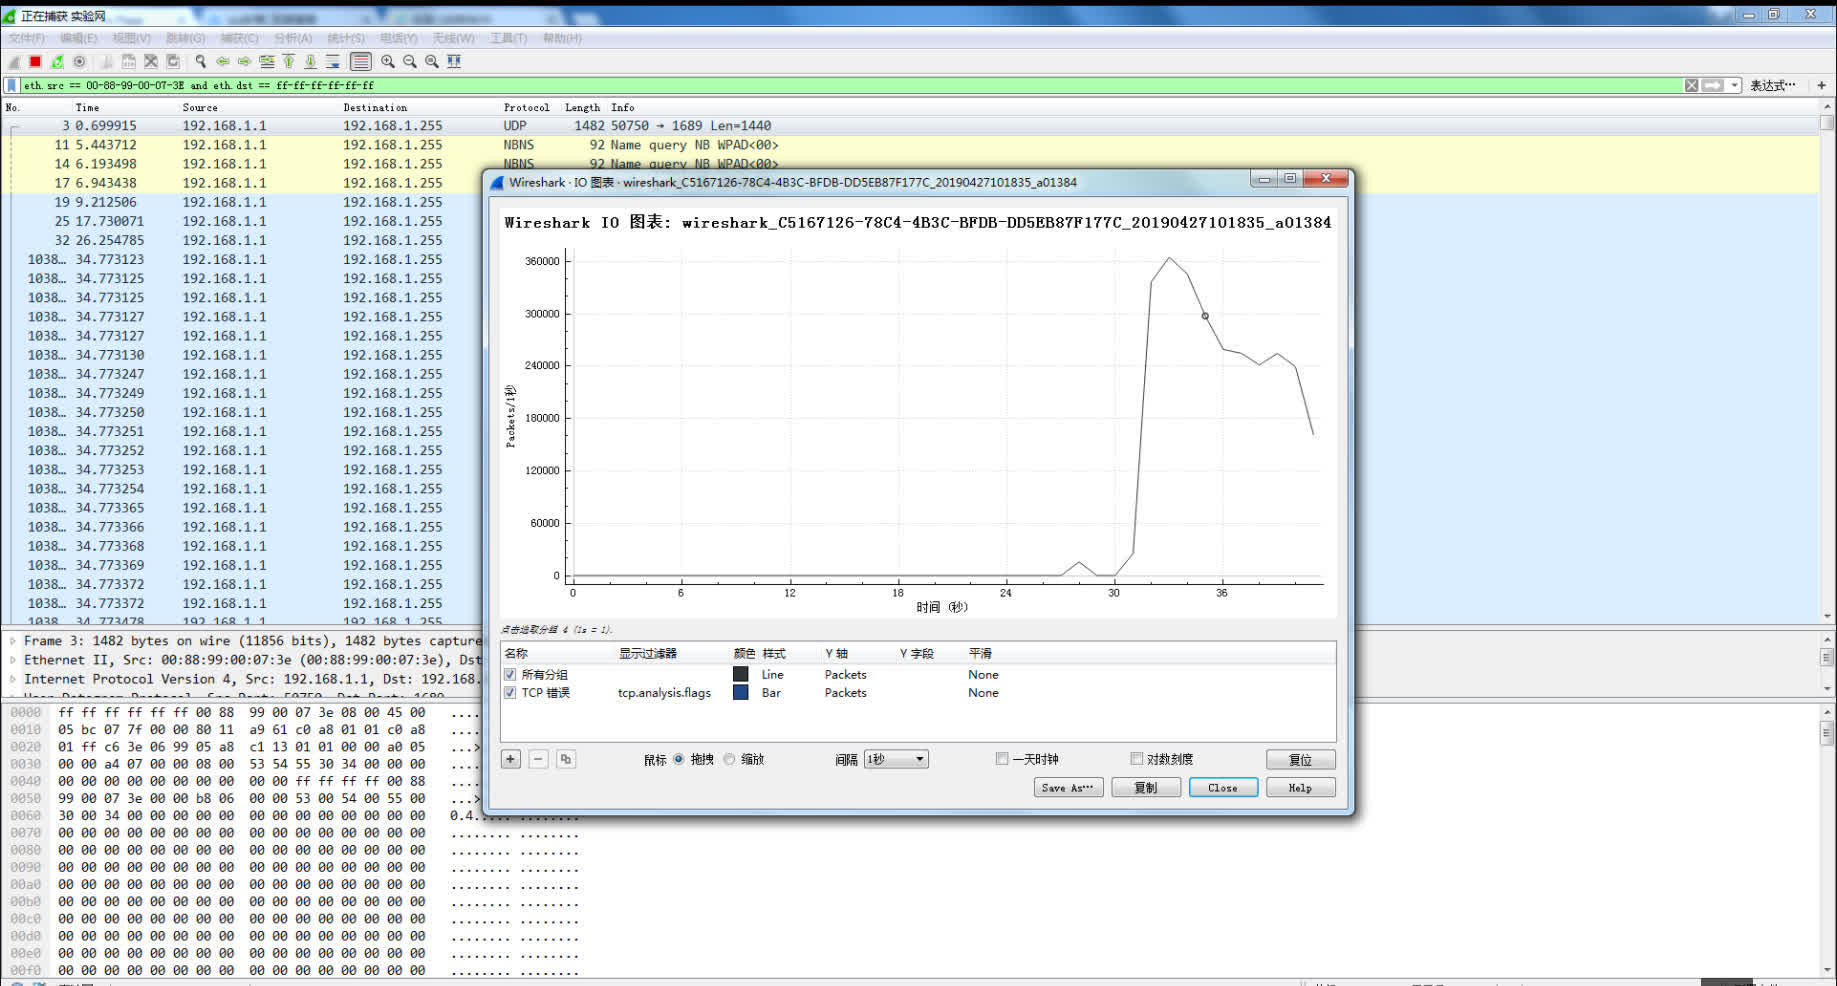 正在捕获 实验网
文件(F) 编辑(E) 视图(V) 跳转(G) 捕获(C) 分析(A) 统计(S) 电话(Y) 无线(W) 工具(T) 帮助(H)
eth.src == 00-88-99-00-07-3E and eth.dst == ff-ff-ff-ff-ff-ff 表达式… +
No. Time Source Destination Protocol Length Info
3 0.699915 192.168.1.1 192.168.1.255 UDP 1482 50750 → 1689 Len=1440
11 5.443712 192.168.1.1 192.168.1.255 NBNS 92 Name query NB WPAD<00>
14 6.193498 192.168.1.1 192.168.1.255 NBNS 92 Name query NB WPAD<00>
17 6.943438 192.168.1.1 192.168.1.255
19 9.212506 192.168.1.1 192.168.1.255
25 17.730071 192.168.1.1 192.168.1.255
32 26.254785 192.168.1.1 192.168.1.255
1038… 34.773123 192.168.1.1 192.168.1.255
1038… 34.773125 192.168.1.1 192.168.1.255
1038… 34.773125 192.168.1.1 192.168.1.255
1038… 34.773127 192.168.1.1 192.168.1.255
1038… 34.773127 192.168.1.1 192.168.1.255
1038… 34.773130 192.168.1.1 192.168.1.255
1038… 34.773247 192.168.1.1 192.168.1.255
1038… 34.773249 192.168.1.1 192.168.1.255
1038… 34.773250 192.168.1.1 192.168.1.255
1038… 34.773251 192.168.1.1 192.168.1.255
1038… 34.773252 192.168.1.1 192.168.1.255
1038… 34.773253 192.168.1.1 192.168.1.255
1038… 34.773254 192.168.1.1 192.168.1.255
1038… 34.773365 192.168.1.1 192.168.1.255
1038… 34.773366 192.168.1.1 192.168.1.255
1038… 34.773368 192.168.1.1 192.168.1.255
1038… 34.773369 192.168.1.1 192.168.1.255
1038… 34.773372 192.168.1.1 192.168.1.255
1038… 34.773372 192.168.1.1 192.168.1.255
1038… 34.773478 192.168.1.1 192.168.1.255
Frame 3: 1482 bytes on wire (11856 bits), 1482 bytes capture
Ethernet II, Src: 00:88:99:00:07:3e (00:88:99:00:07:3e), Dst
Internet Protocol Version 4, Src: 192.168.1.1, Dst: 192.168.
User Datagram Protocol, Src Port: 50750, Dst Port: 1689
0000 ff ff ff ff ff ff 00 88 99 00 07 3e 08 00 45 00 ....
0010 05 bc 07 7f 00 00 80 11 a9 61 c0 a8 01 01 c0 a8 ....
0020 01 ff c6 3e 06 99 05 a8 c1 13 01 01 00 00 a0 05 ...>
0030 00 00 a4 07 00 00 08 00 53 54 55 30 34 00 00 00 ....
0040 00 00 00 00 00 00 00 00 00 00 ff ff ff ff 00 88 ....
0050 99 00 07 3e 00 00 b8 06 00 00 53 00 54 00 55 00 ...>
0060 30 00 34 00 00 00 00 00 00 00 00 00 00 00 00 00 0.4..... ........
0070 00 00 00 00 00 00 00 00 00 00 00 00 00 00 00 00 ........ ........
0080 00 00 00 00 00 00 00 00 00 00 00 00 00 00 00 00 ........ ........
0090 00 00 00 00 00 00 00 00 00 00 00 00 00 00 00 00 ........ ........
00a0 00 00 00 00 00 00 00 00 00 00 00 00 00 00 00 00 ........ ........
00b0 00 00 00 00 00 00 00 00 00 00 00 00 00 00 00 00 ........ ........
00c0 00 00 00 00 00 00 00 00 00 00 00 00 00 00 00 00 ........ ........
00d0 00 00 00 00 00 00 00 00 00 00 00 00 00 00 00 00 ........ ........
00e0 00 00 00 00 00 00 00 00 00 00 00 00 00 00 00 00 ........ ........
00f0 00 00 00 00 00 00 00 00 00 00 00 00 00 00 00 00 ........ ........
Wireshark · IO 图表 · wireshark_C5167126-78C4-4B3C-BFDB-DD5EB87F177C_20190427101835_a01384
Wireshark IO 图表: wireshark_C5167126-78C4-4B3C-BFDB-DD5EB87F177C_20190427101835_a01384
360000
300000
240000
180000
120000
60000
0
Packets/1秒
0 6 12 18 24 30 36
时间 (秒)
点击选取分组 4 (1s = 1).
名称 显示过滤器 颜色 样式 Y 轴 Y 字段 平滑
所有分组 Line Packets None
TCP 错误 tcp.analysis.flags Bar Packets None
鼠标 拖拽 缩放 间隔 1秒 一天时钟 对数刻度 复位
Save As… 复制 Close Help